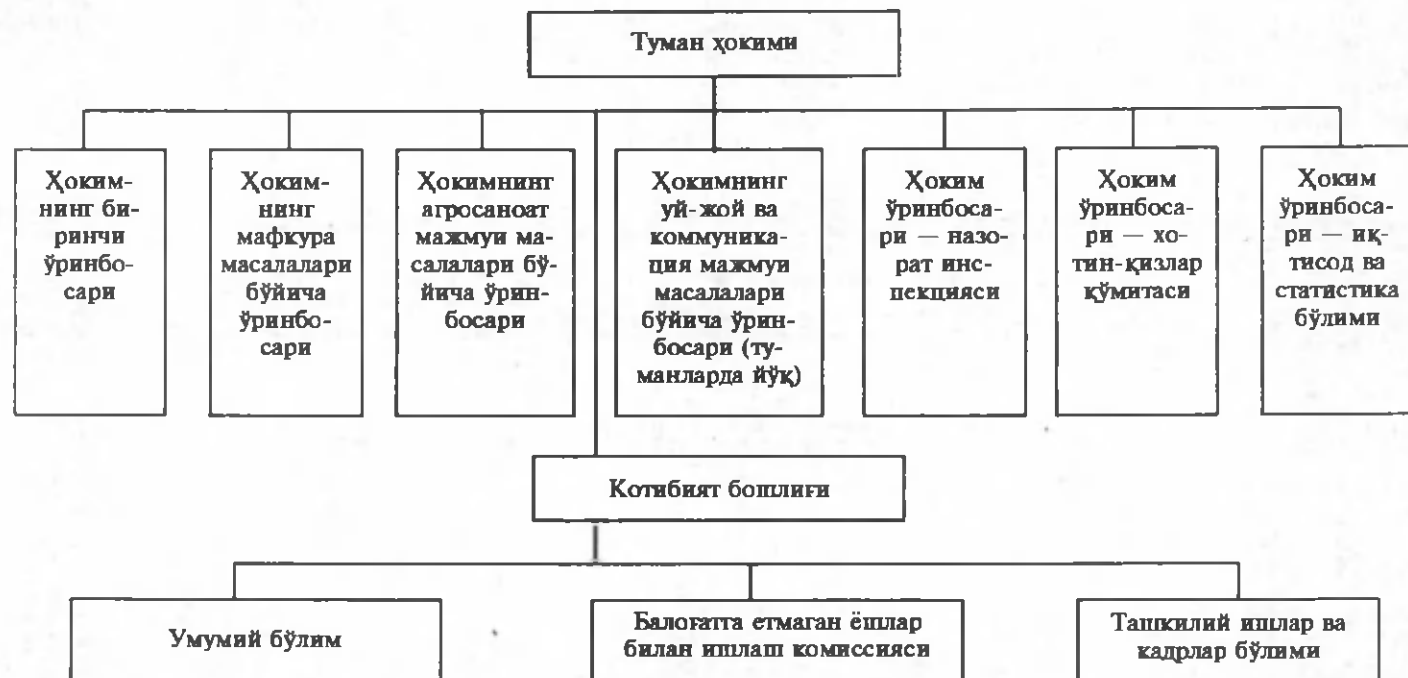 Туман ҳокими
Ҳоким-
нинг би-
ринчи
ўринбо-
сари
Ҳоким-
нинг
мафкура
масалалари
бўйича
ўринбо-
сари
Ҳокимнинг
агросаноат
мажмуи ма-
салалари бў-
йича ўрин-
босари
Ҳокимнинг
уй-жой ва
коммуника-
ция мажмуи
масалалари
бўйича ўрин-
босари (ту-
манларда йўқ)
Ҳоким
ўринбоса-
ри — назо-
рат инс-
пекцияси
Ҳоким
ўринбоса-
ри — хо-
тин-қизлар
қўмитаси
Ҳоким
ўринбоса-
ри — иқ-
тисод ва
статистика
бўлими
Котибият бошлиғи
Умумий бўлим
Балоғатта етмаган ёшлар
билан ишлаш комиссияси
Ташкилий ишлар ва
кадрлар бўлими